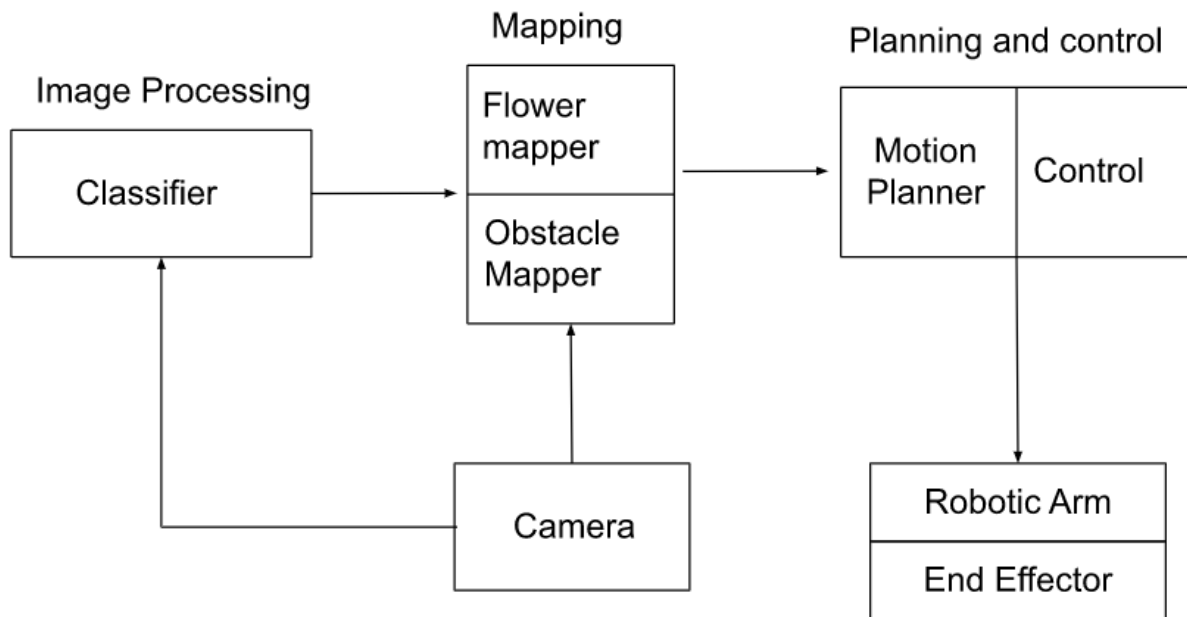 Image Processing
Classifier
Mapping
Flower
mapper
Obstacle
Mapper
Camera
Planning and control
Motion
Planner
Control
Robotic Arm
End Effector